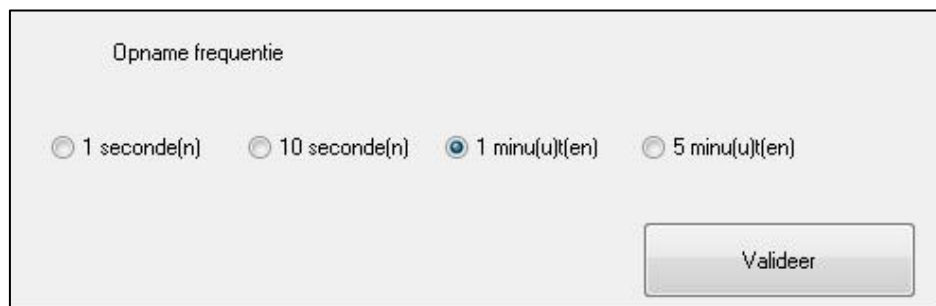 Opname frequentie
1 seconde(n) 10 seconde(n) 1 minu(u)t(en) 5 minu(u)t(en)
Valideer